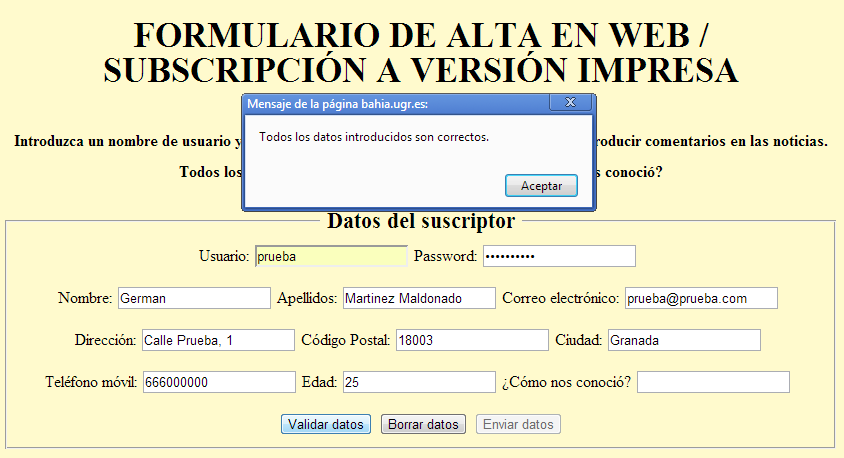 FORMULARIO DE ALTA EN WEB /
SUBSCRIPCIÓN A VERSIÓN IMPRESA
Mensaje de la página bahia.ugr.es:
Todos los datos introducidos son correctos.
Aceptar
Introduzca un nombre de usuario y comentarios en las noticias.
Todos los conoció?
Datos del suscriptor
Usuario: prueba Password: ••••••••••
Nombre: German Apellidos: Martinez Maldonado Correo electrónico: prueba@prueba.com
Dirección: Calle Prueba, 1 Código Postal: 18003 Ciudad: Granada
Teléfono móvil: 666000000 Edad: 25 ¿Cómo nos conoció?
Validar datos Borrar datos Enviar datos